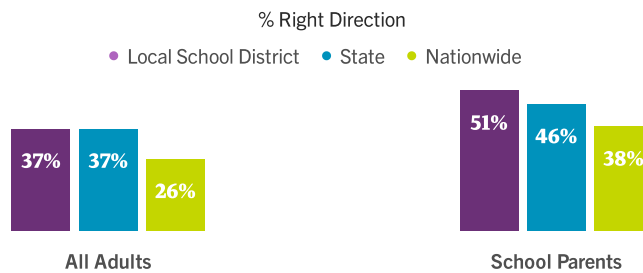 % Right Direction
Local School District State Nationwide
37% 37% 26%
51% 46% 38%
All Adults School Parents